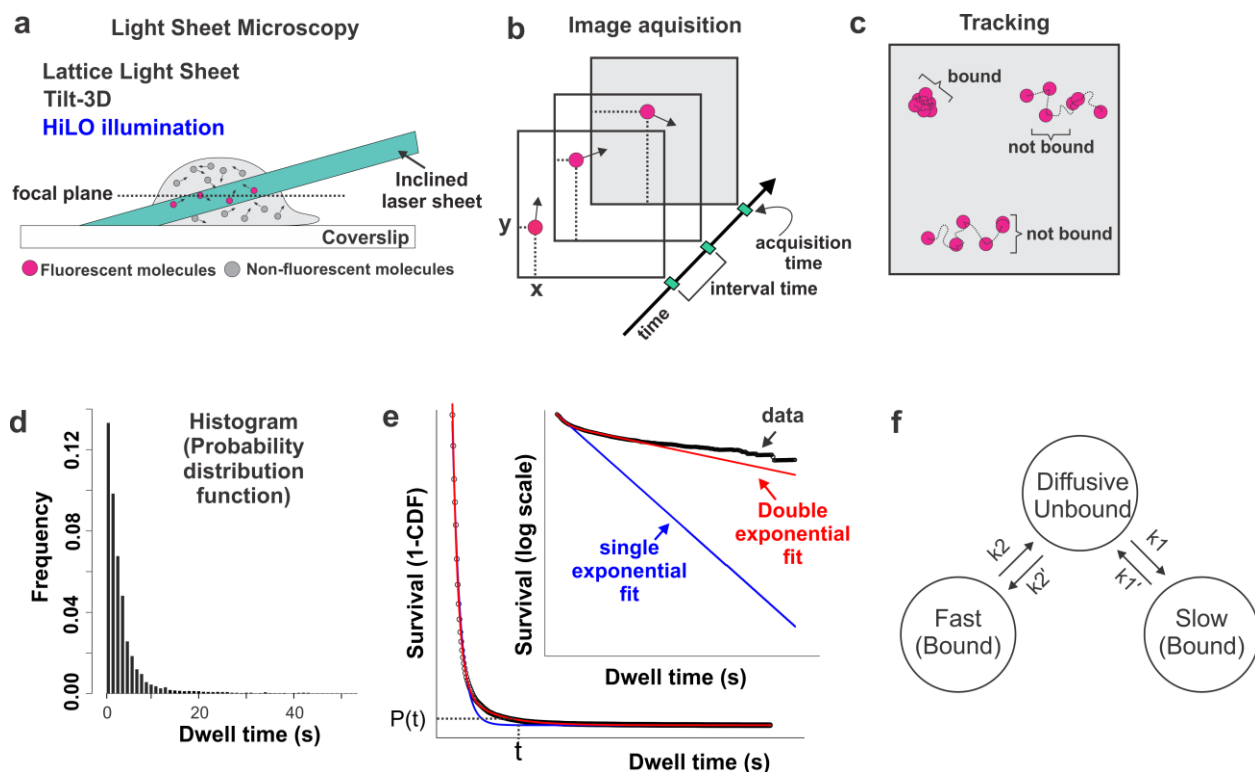 a
Light Sheet Microscopy
Lattice Light Sheet
Tilt-3D
HiLO illumination
focal plane
Inclined
laser sheet
Coverslip
Fluorescent molecules
Non-fluorescent molecules
b
Image aquisition
y
x
acquisition
time
interval time
time
c
Tracking
bound
not bound
not bound
d
Histogram
(Probability
distribution
function)
Frequency
0.12
0.08
0.04
0.00
0
20
40
Dwell time (s)
e
Survival (1-CDF)
P(t)
t
Dwell time (s)
Survival (log scale)
data
Double
exponential
fit
single
exponential
fit
Dwell time (s)
f
Diffusive
Unbound
k2
k2'
k1
k1'
Fast
(Bound)
Slow
(Bound)